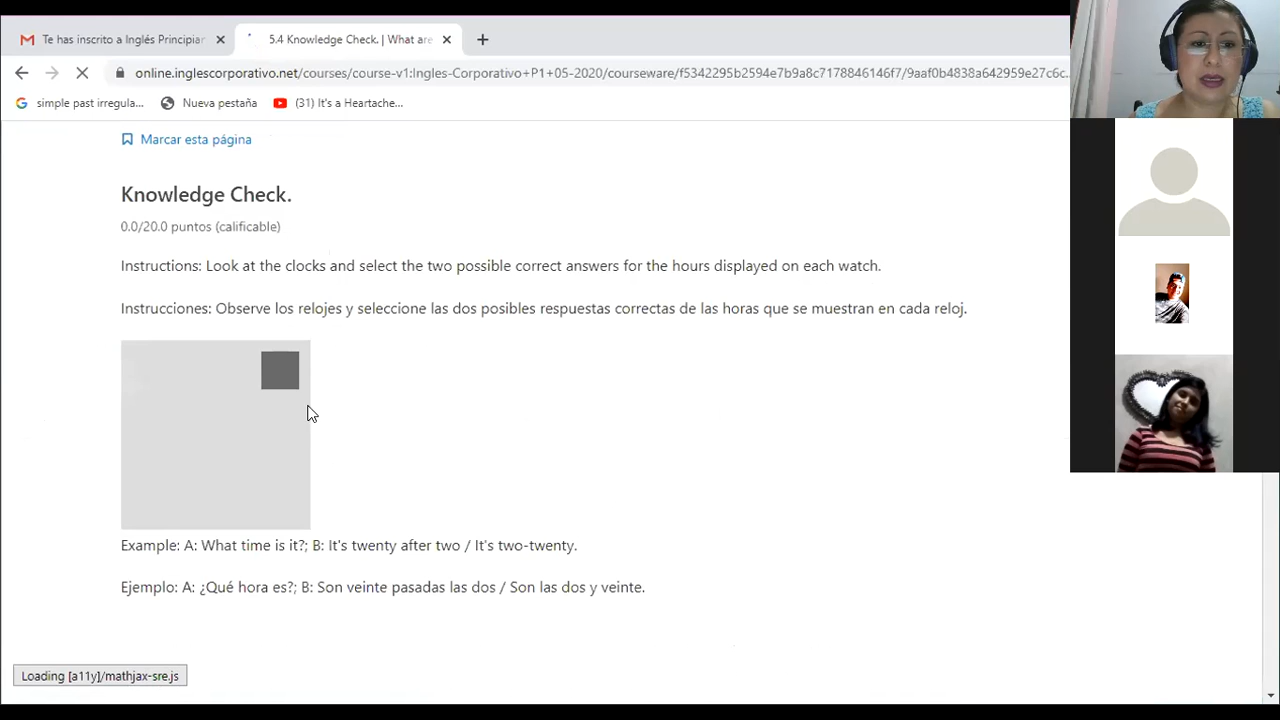 Te has inscrito a Inglés Principian
5.4 Knowledge Check. | What are
online.inglescorporativo.net/courses/course-v1:Ingles-Corporativo+P1+05-2020/courseware/f5342295b2594e7b9a8c7178846146f7/9aaf0b4838a642959e27c6c...
simple past irregula...
Nueva pestaña
(31) It's a Heartache...
Marcar esta página
Knowledge Check.
0.0/20.0 puntos (calificable)
Instructions: Look at the clocks and select the two possible correct answers for the hours displayed on each watch.
Instrucciones: Observe los relojes y seleccione las dos posibles respuestas correctas de las horas que se muestran en cada reloj.
Example: A: What time is it?; B: It's twenty after two / It's two-twenty.
Ejemplo: A: ¿Qué hora es?; B: Son veinte pasadas las dos / Son las dos y veinte.
Loading [a11y]/mathjax-sre.js